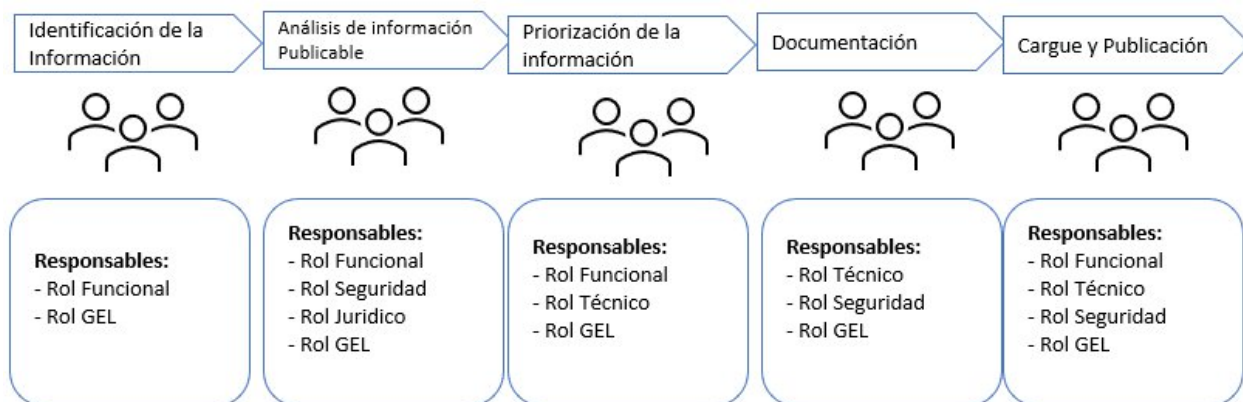 Identificación de la
Información
Análisis de información
Publicable
Priorización de la
información
Documentación
Cargue y Publicación
Responsables:
- Rol Funcional
- Rol GEL
Responsables:
- Rol Funcional
- Rol Seguridad
- Rol Juridico
- Rol GEL
Responsables:
- Rol Funcional
- Rol Técnico
- Rol GEL
Responsables:
- Rol Técnico
- Rol Seguridad
- Rol GEL
Responsables:
- Rol Funcional
- Rol Técnico
- Rol Seguridad
- Rol GEL